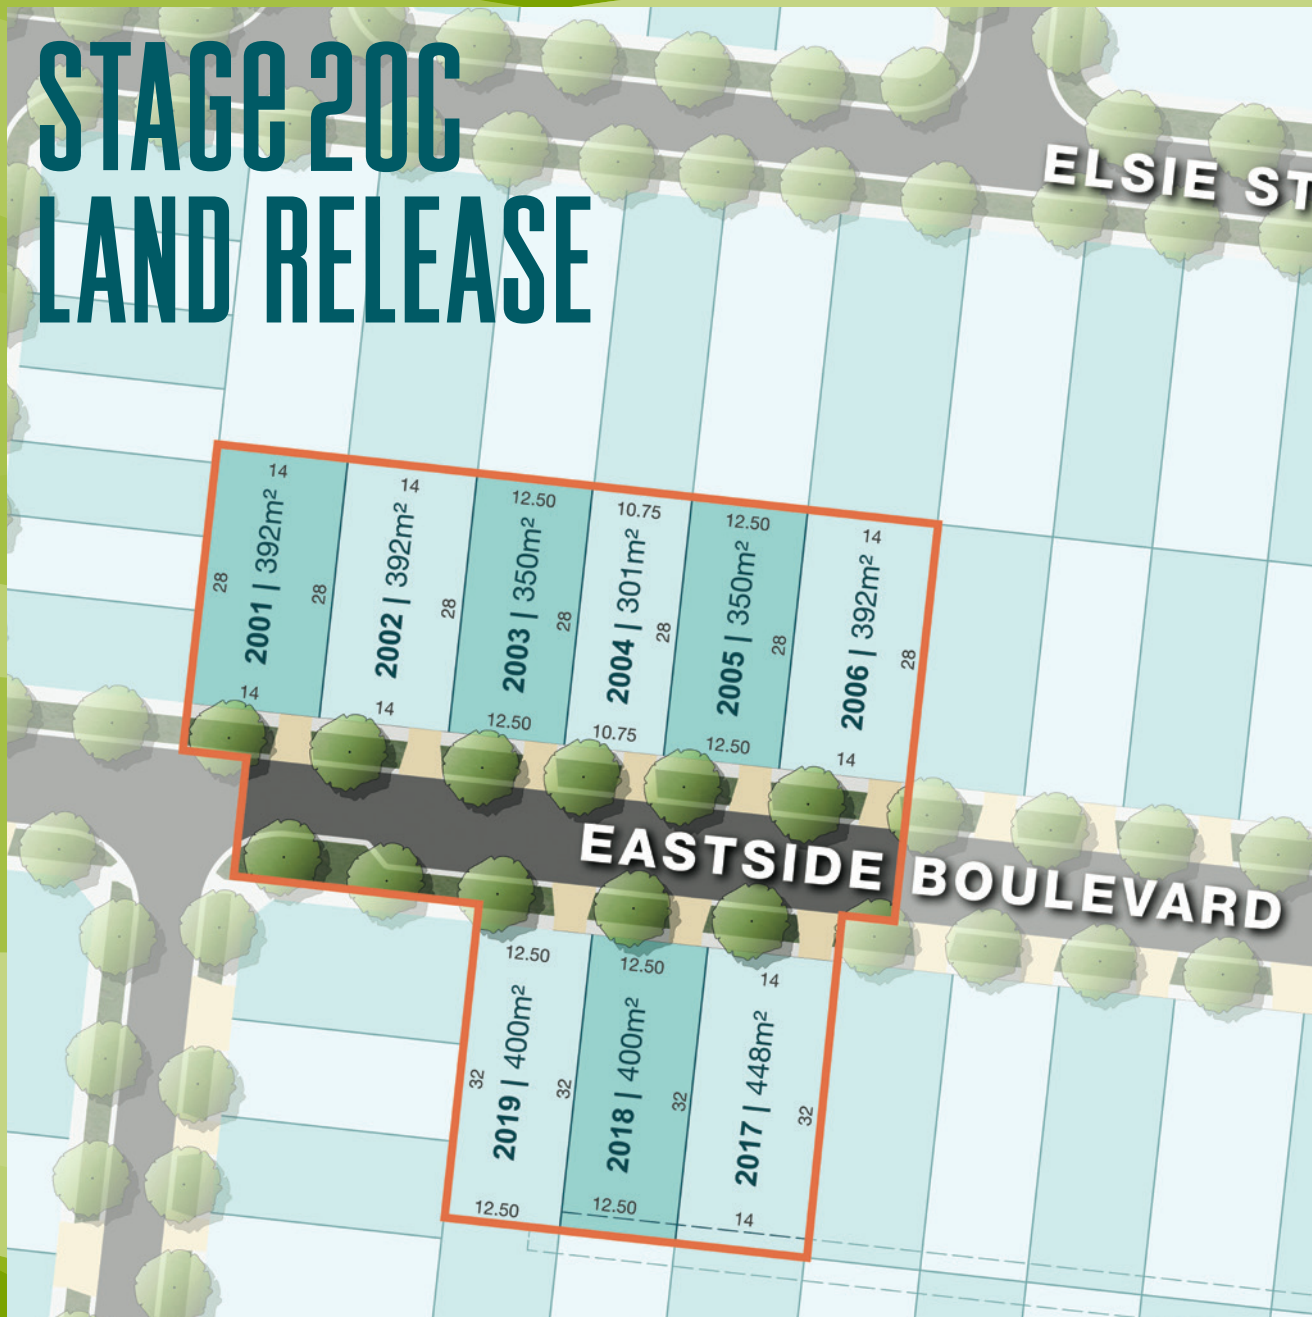 STAGE 20C
LAND RELEASE
ELSIE ST
14
14
12.50
10.75
12.50
14
28
2001 | 392m²
28
2002 | 392m²
28
2003 | 350m²
28
2004 | 301m²
28
2005 | 350m²
28
2006 | 392m²
28
14
14
12.50
10.75
12.50
14
EASTSIDE BOULEVARD
12.50
12.50
14
32
2019 | 400m²
32
2018 | 400m²
32
2017 | 448m²
32
12.50
12.50
14